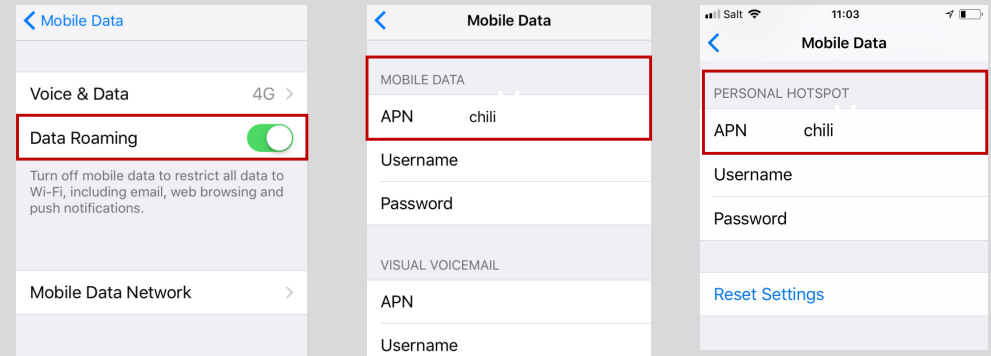 Mobile Data
Voice & Data 4G
Data Roaming
Turn off mobile data to restrict all data to
Wi-Fi, including email, web browsing and
push notifications.
Mobile Data Network
Mobile Data
MOBILE DATA
APN chili
Username
Password
VISUAL VOICEMAIL
APN
Username
Salt 11:03
Mobile Data
PERSONAL HOTSPOT
APN chili
Username
Password
Reset Settings